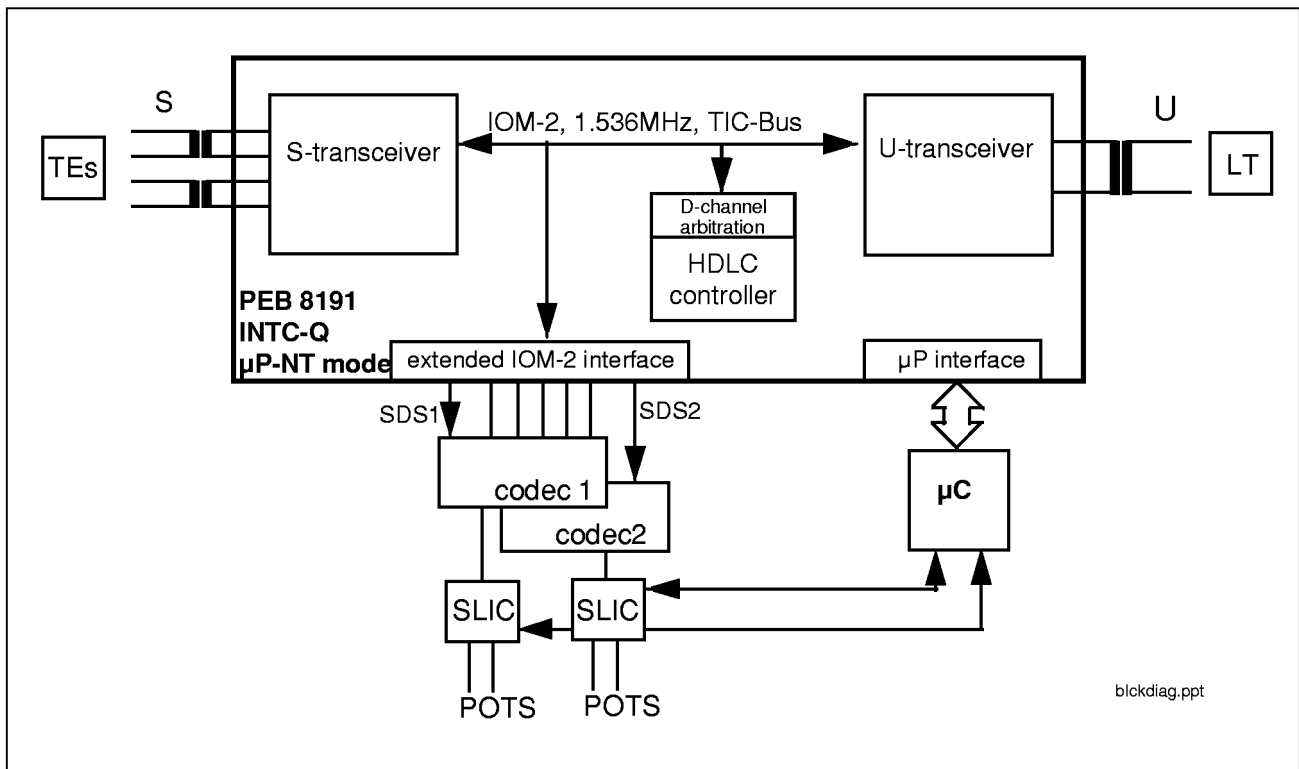 S
TEs
S-transceiver
IOM-2, 1.536MHz, TIC-Bus
U-transceiver
U
LT
D-channel
arbitration
HDLC
controller
PEB 8191
INTC-Q
µP-NT mode
extended IOM-2 interface
µP interface
SDS1
SDS2
codec 1
codec2
µC
SLIC
SLIC
POTS
POTS
blckdiag.ppt